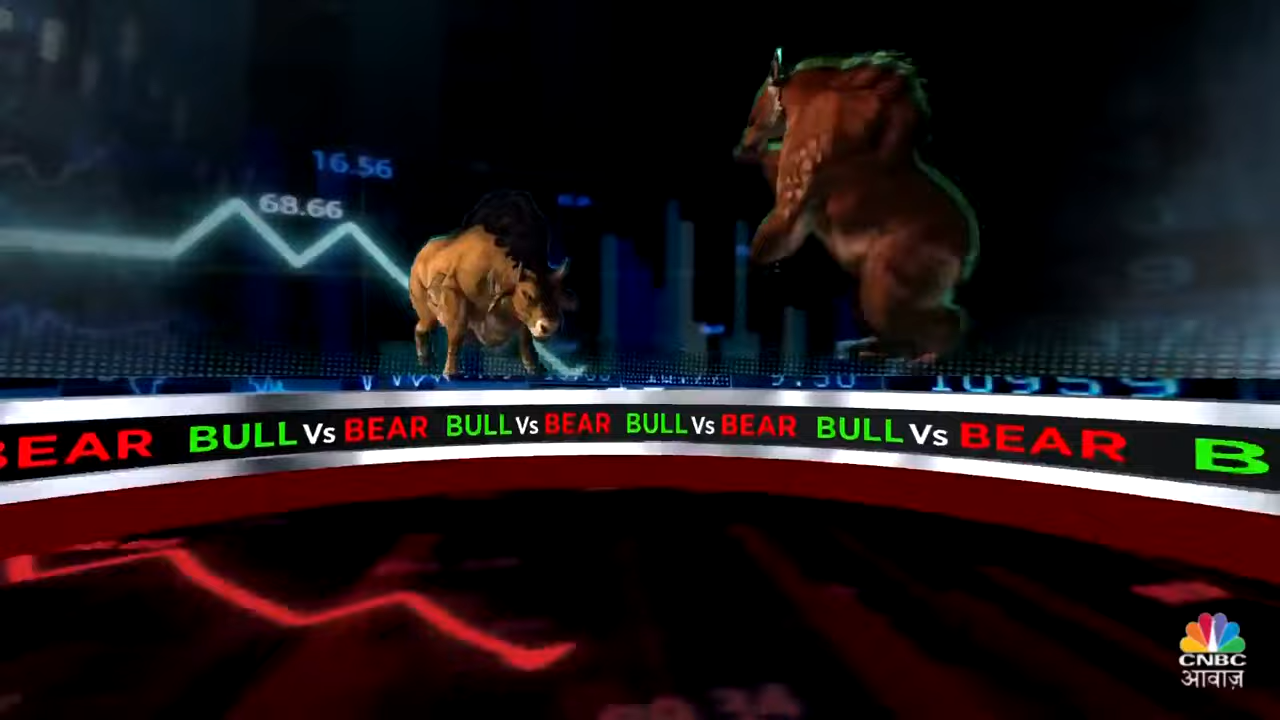 16.56
68.66
BEAR BULL Vs BEAR BULL Vs BEAR BULL Vs BEAR BULL Vs BEAR B
CNBC
आवाज़